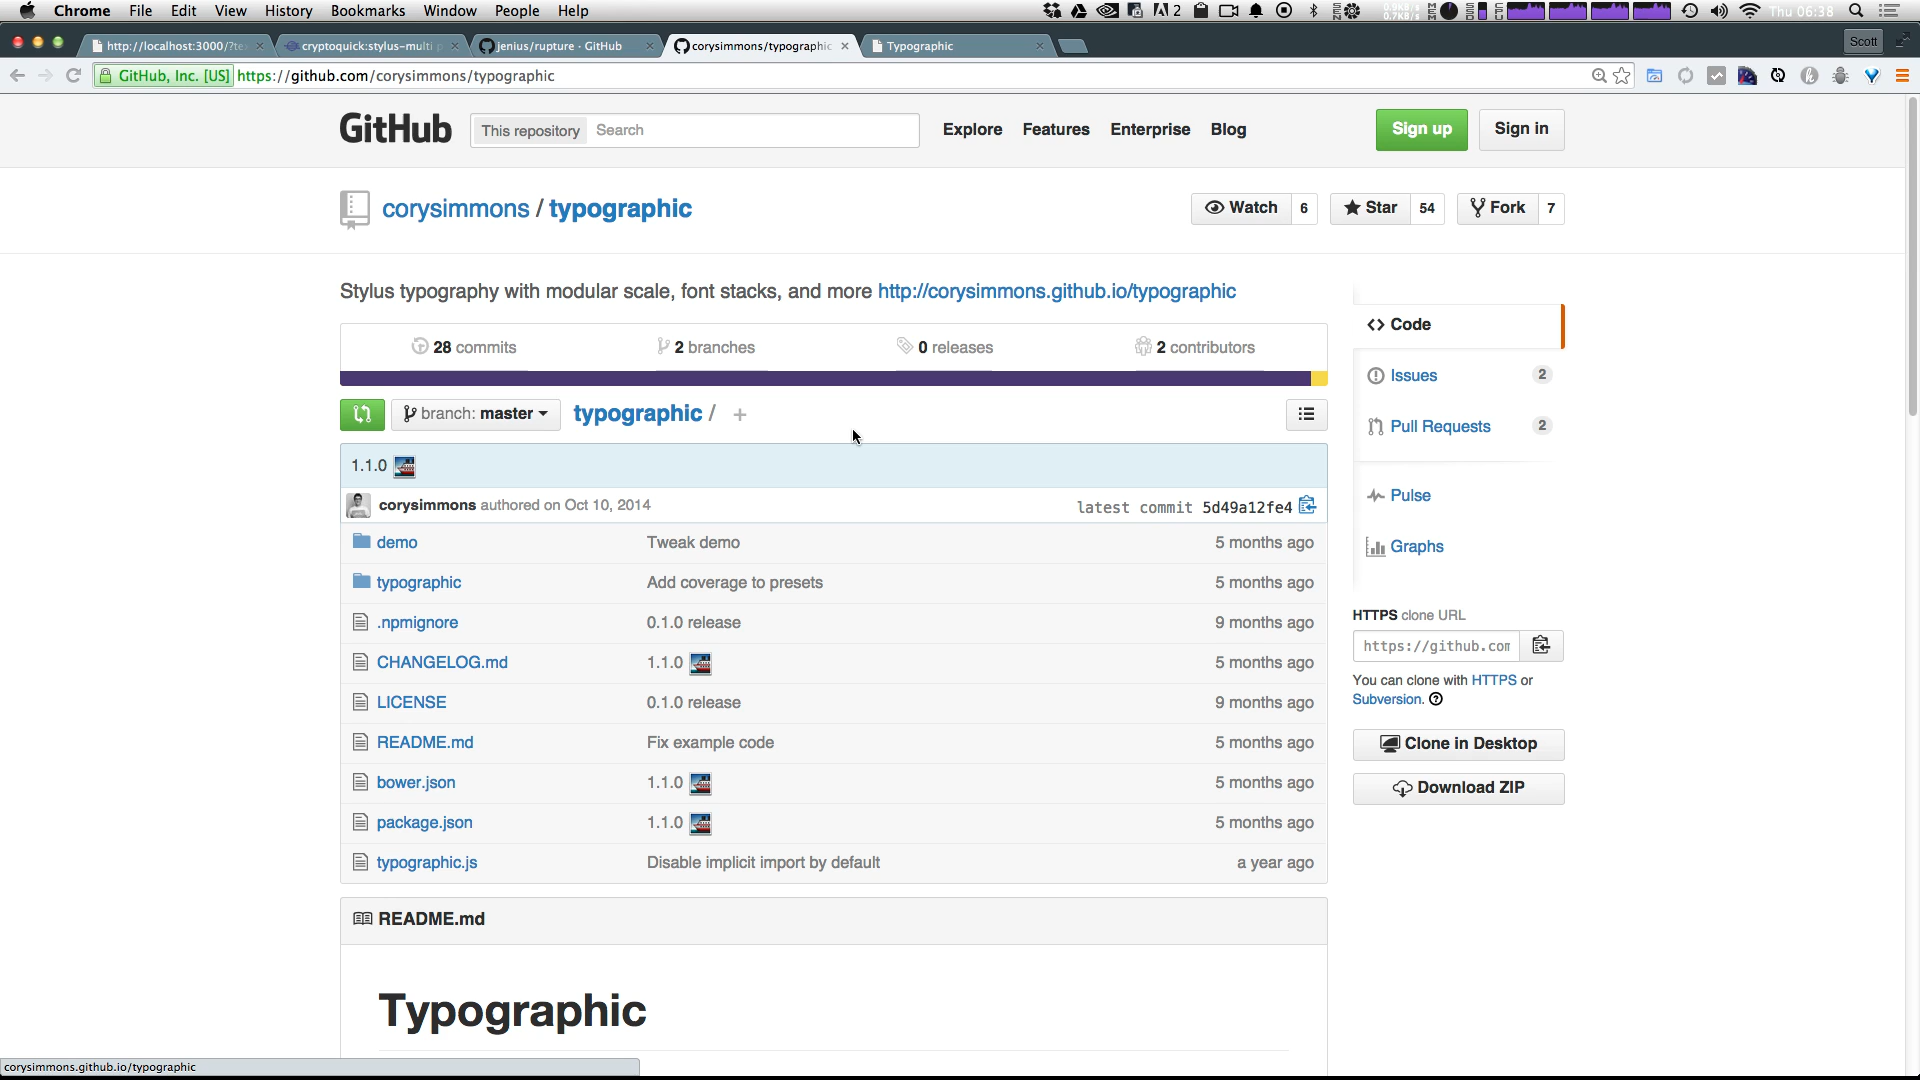 Chrome File Edit View History Bookmarks Window People Help 2 Thu 06:38
http://localhost:3000/?te cryptoquick:stylus-multi p jenius/rupture · GitHub corysimmons/typographic Typographic Scott
GitHub, Inc. [US] https://github.com/corysimmons/typographic
GitHub This repository Search Explore Features Enterprise Blog Sign up Sign in
corysimmons / typographic Watch 6 Star 54 Fork 7
Stylus typography with modular scale, font stacks, and more http://corysimmons.github.io/typographic
28 commits 2 branches 0 releases 2 contributors
branch: master typographic / +
1.1.0
corysimmons authored on Oct 10, 2014 latest commit 5d49a12fe4
demo Tweak demo 5 months ago
typographic Add coverage to presets 5 months ago
.npmignore 0.1.0 release 9 months ago
CHANGELOG.md 1.1.0 5 months ago
LICENSE 0.1.0 release 9 months ago
README.md Fix example code 5 months ago
bower.json 1.1.0 5 months ago
package.json 1.1.0 5 months ago
typographic.js Disable implicit import by default a year ago
README.md
Typographic
Code
Issues 2
Pull Requests 2
Pulse
Graphs
HTTPS clone URL
https://github.com
You can clone with HTTPS or
Subversion.
Clone in Desktop
Download ZIP
corysimmons.github.io/typographic